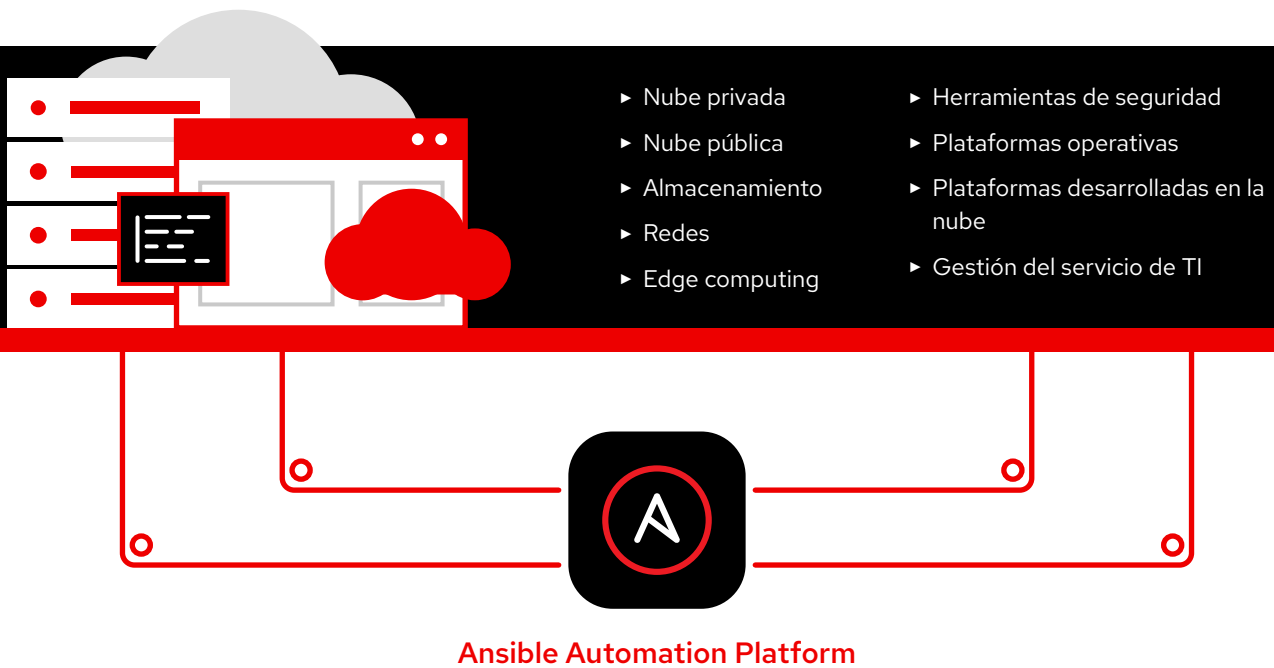 ▸ Nube privada
▸ Nube pública
▸ Almacenamiento
▸ Redes
▸ Edge computing
▸ Herramientas de seguridad
▸ Plataformas operativas
▸ Plataformas desarrolladas en la
nube
▸ Gestión del servicio de TI
Ansible Automation Platform